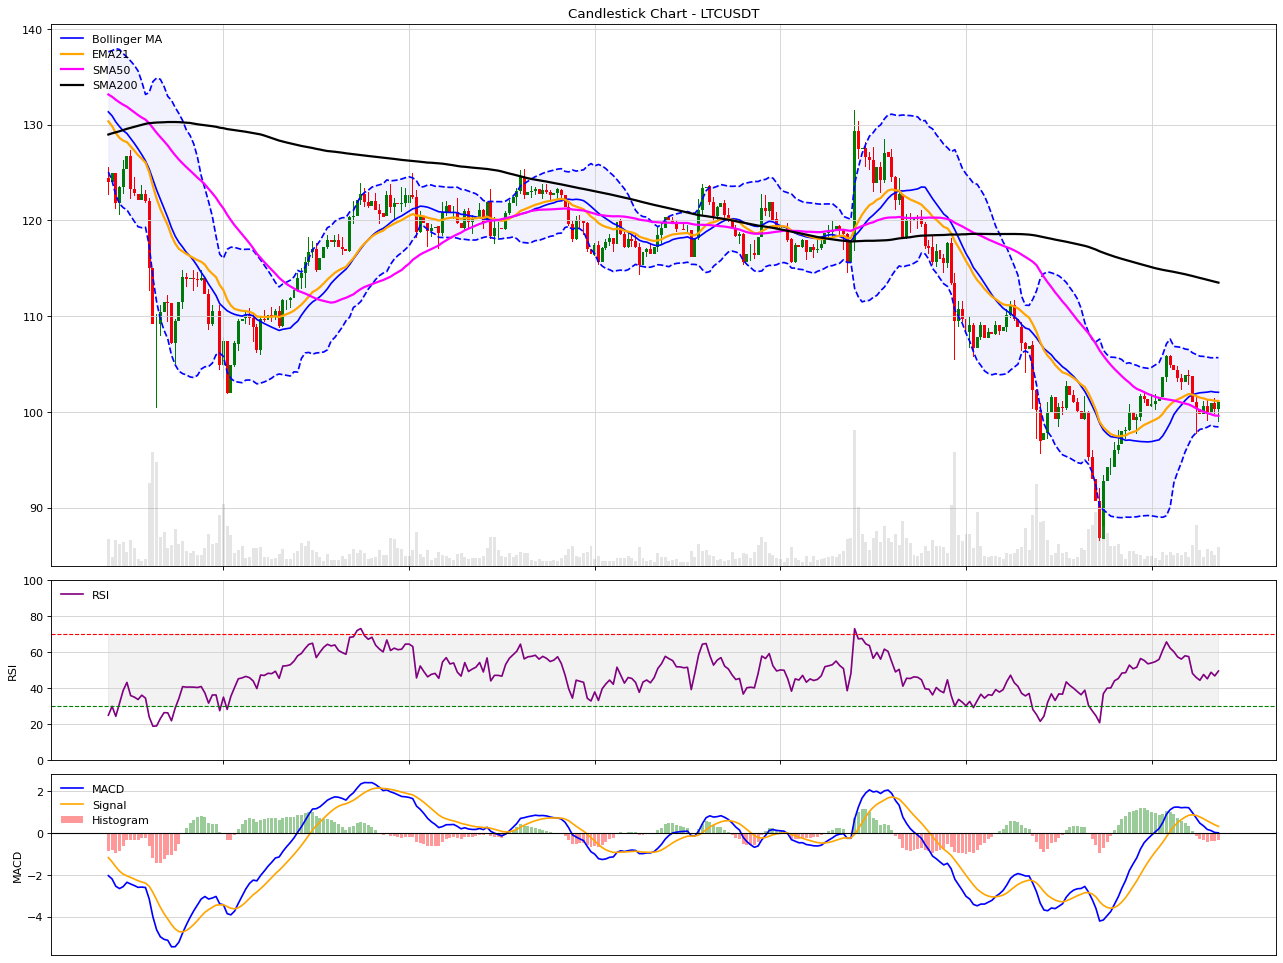 Candlestick Chart - LTCUSDT
140
130
120
110
100
90
Bollinger MA
EMA21
SMA50
SMA200
100
80
60
40
20
0
RSI
RSI
2
0
−2
−4
MACD
MACD
Signal
Histogram